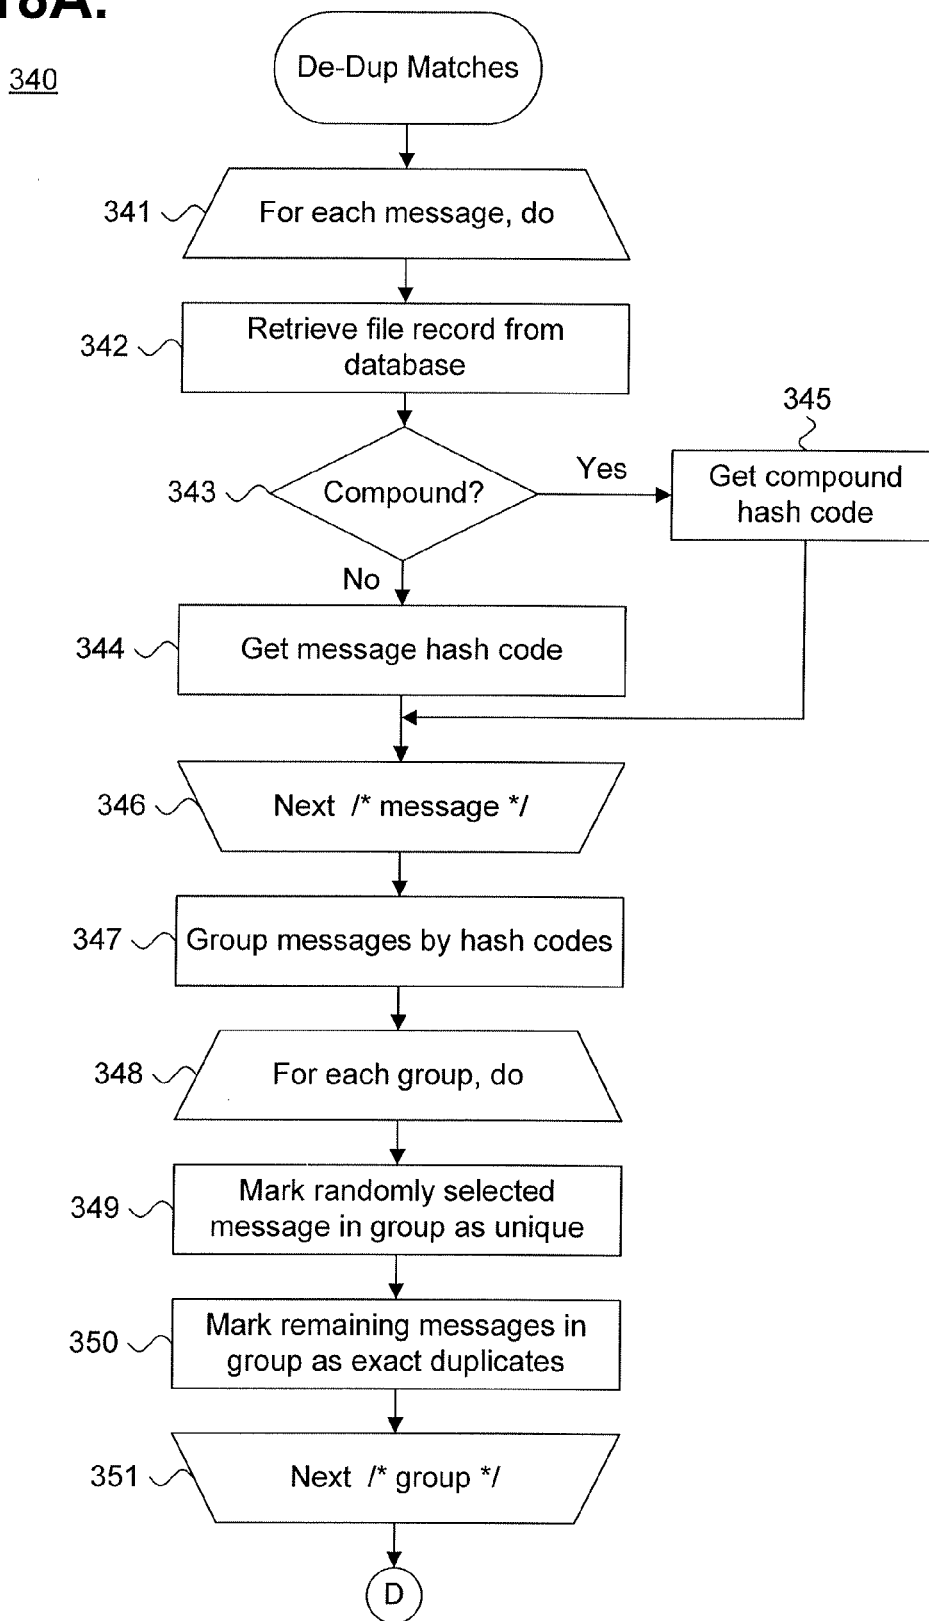 18A.
340
De-Dup Matches
341
For each message, do
342
Retrieve file record from
database
345
343
Compound?
Yes
Get compound
hash code
No
344
Get message hash code
346
Next /* message */
347
Group messages by hash codes
348
For each group, do
349
Mark randomly selected
message in group as unique
350
Mark remaining messages in
group as exact duplicates
351
Next /* group */
D